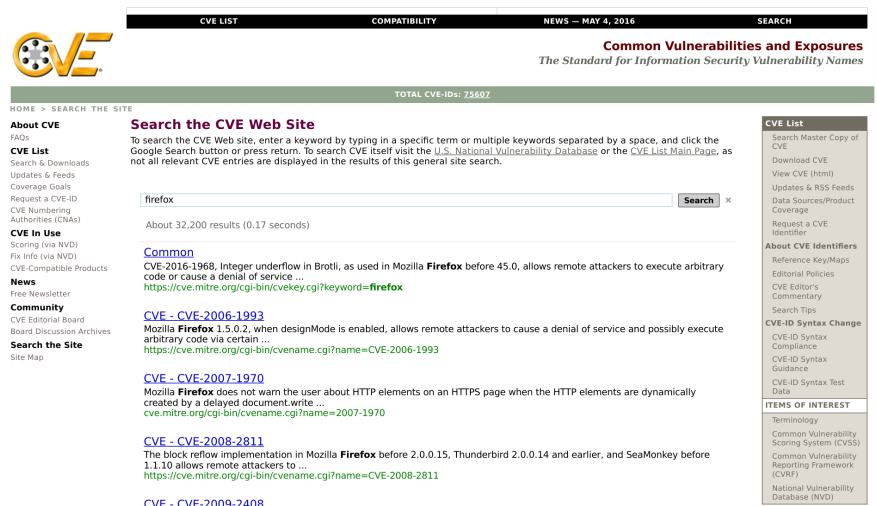 CVE LIST COMPATIBILITY NEWS — MAY 4, 2016 SEARCH
CVE
Common Vulnerabilities and Exposures
The Standard for Information Security Vulnerability Names
TOTAL CVE-IDs: 75607
HOME > SEARCH THE SITE
About CVE
FAQs
CVE List
Search & Downloads
Updates & Feeds
Coverage Goals
Request a CVE-ID
CVE Numbering
Authorities (CNAs)
CVE In Use
Scoring (via NVD)
Fix Info (via NVD)
CVE-Compatible Products
News
Free Newsletter
Community
CVE Editorial Board
Board Discussion Archives
Search the Site
Site Map
Search the CVE Web Site
To search the CVE Web site, enter a keyword by typing in a specific term or multiple keywords separated by a space, and click the
Google Search button or press return. To search CVE itself visit the U.S. National Vulnerability Database or the CVE List Main Page, as
not all relevant CVE entries are displayed in the results of this general site search.
firefox
Search ×
About 32,200 results (0.17 seconds)
Common
CVE-2016-1968, Integer underflow in Brotli, as used in Mozilla Firefox before 45.0, allows remote attackers to execute arbitrary
code or cause a denial of service ...
https://cve.mitre.org/cgi-bin/cvekey.cgi?keyword=firefox
CVE - CVE-2006-1993
Mozilla Firefox 1.5.0.2, when designMode is enabled, allows remote attackers to cause a denial of service and possibly execute
arbitrary code via certain ...
https://cve.mitre.org/cgi-bin/cvename.cgi?name=CVE-2006-1993
CVE - CVE-2007-1970
Mozilla Firefox does not warn the user about HTTP elements on an HTTPS page when the HTTP elements are dynamically
created by a delayed document.write ...
cve.mitre.org/cgi-bin/cvename.cgi?name=2007-1970
CVE - CVE-2008-2811
The block reflow implementation in Mozilla Firefox before 2.0.0.15, Thunderbird 2.0.0.14 and earlier, and SeaMonkey before
1.1.10 allows remote attackers to ...
https://cve.mitre.org/cgi-bin/cvename.cgi?name=CVE-2008-2811
CVE - CVE-2009-2408
CVE List
Search Master Copy of
CVE
Download CVE
View CVE (html)
Updates & RSS Feeds
Data Sources/Product
Coverage
Request a CVE
Identifier
About CVE Identifiers
Reference Key/Maps
Editorial Policies
CVE Editor's
Commentary
Search Tips
CVE-ID Syntax Change
CVE-ID Syntax
Compliance
CVE-ID Syntax
Guidance
CVE-ID Syntax Test
Data
ITEMS OF INTEREST
Terminology
Common Vulnerability
Scoring System (CVSS)
Common Vulnerability
Reporting Framework
(CVRF)
National Vulnerability
Database (NVD)